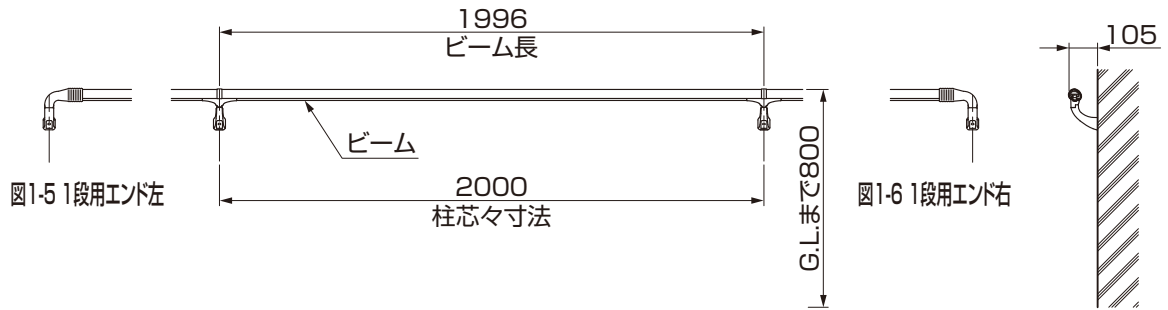 1996
ビーム長
105
ビーム
図1-5 1段用エンド左
2000
柱芯々寸法
G.L.まで800
図1-6 1段用エンド右